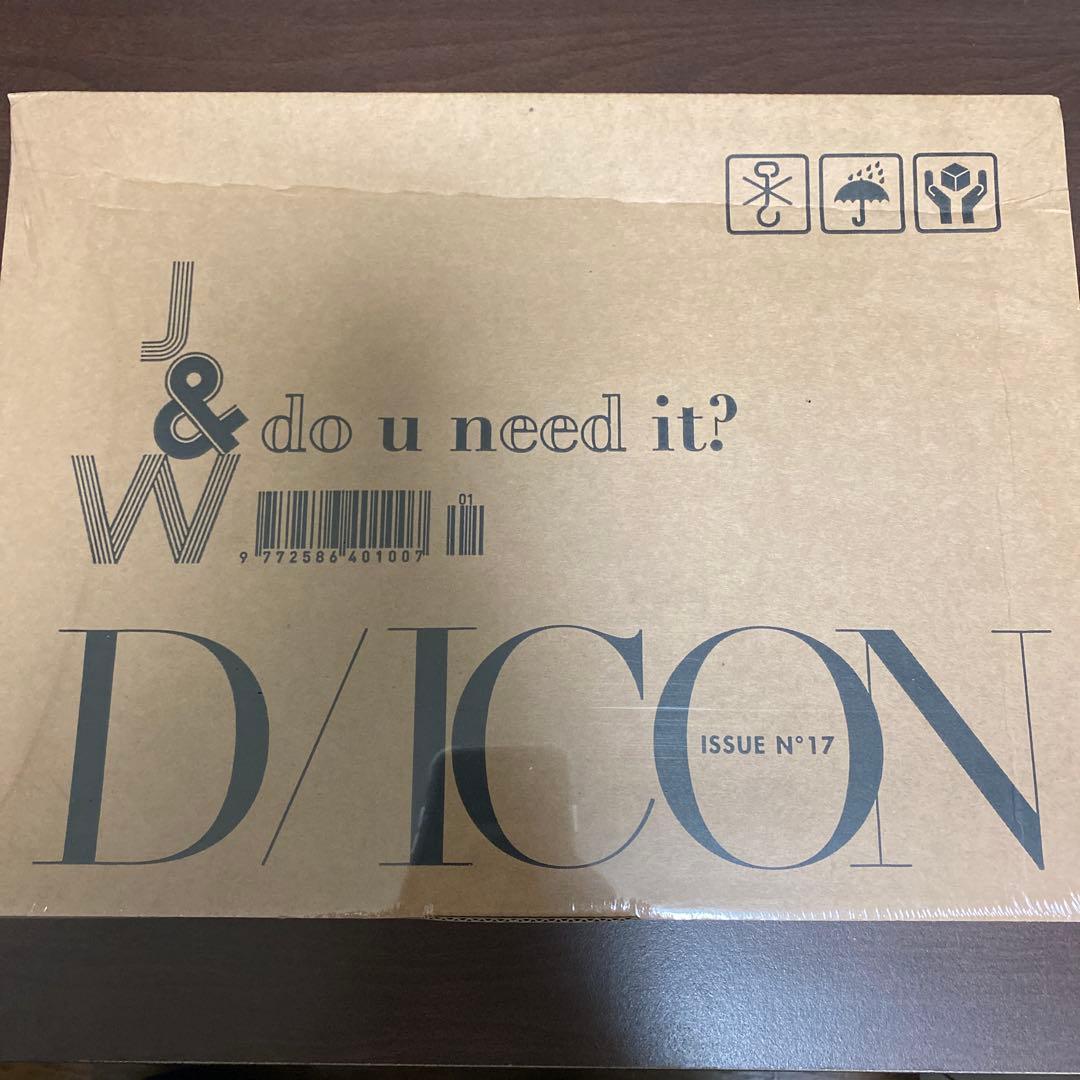 J
& do u need it?
W
01
9 772586 401007
D/ICON
ISSUE N°17